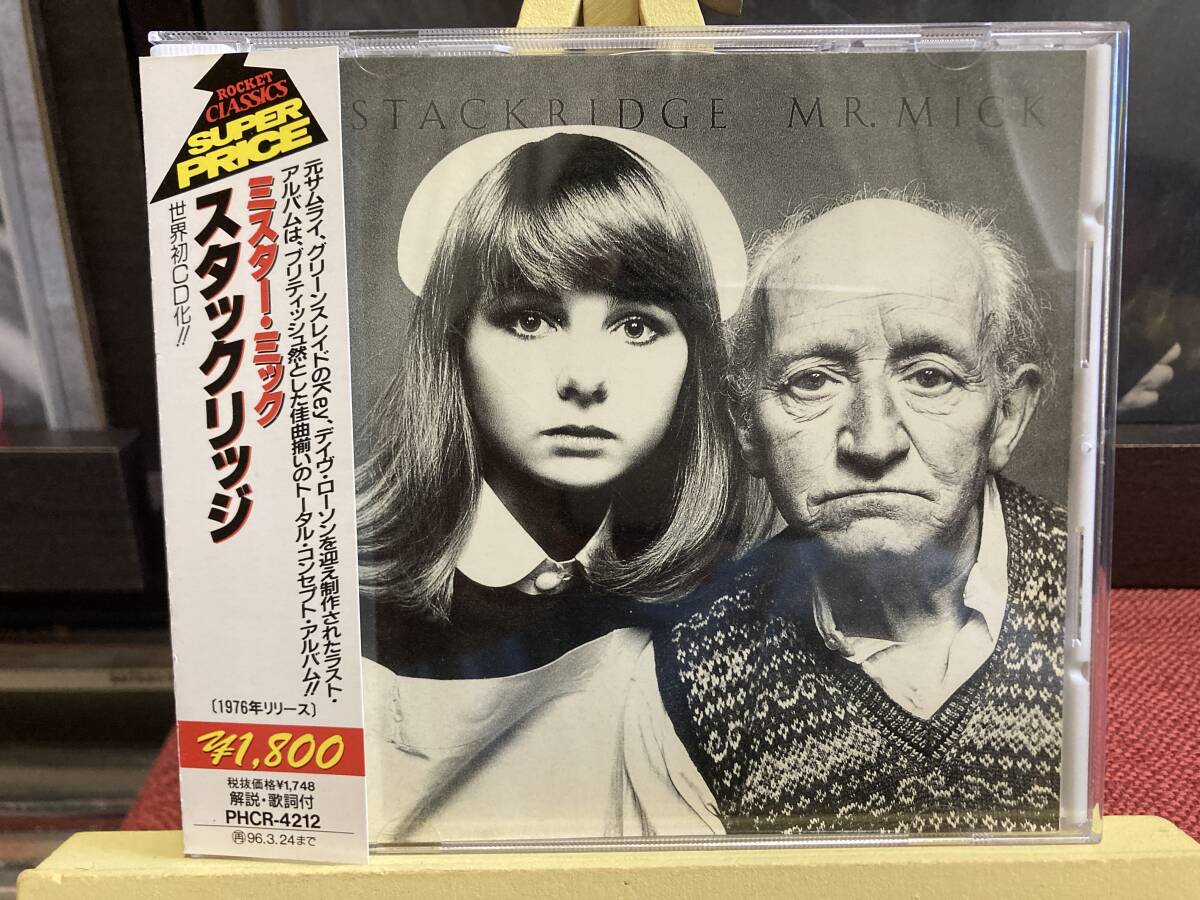 ROCKET
CLASSICS
SUPER
PRICE
元サムライ、グリーンスレイドのKey、デイヴ・ローソンを迎え制作されたラスト・
アルバムは、ブリティッシュ然とした佳曲揃いのトータル・コンセプト・アルバム!!
ミスター・ミック
スタックリッジ
世界初CD化!!
〔1976年リリース〕
¥1,800
税抜価格¥1,748
解説・歌詞付
PHCR-4212
再96.3.24まで
STACKRIDGE MR. MICK